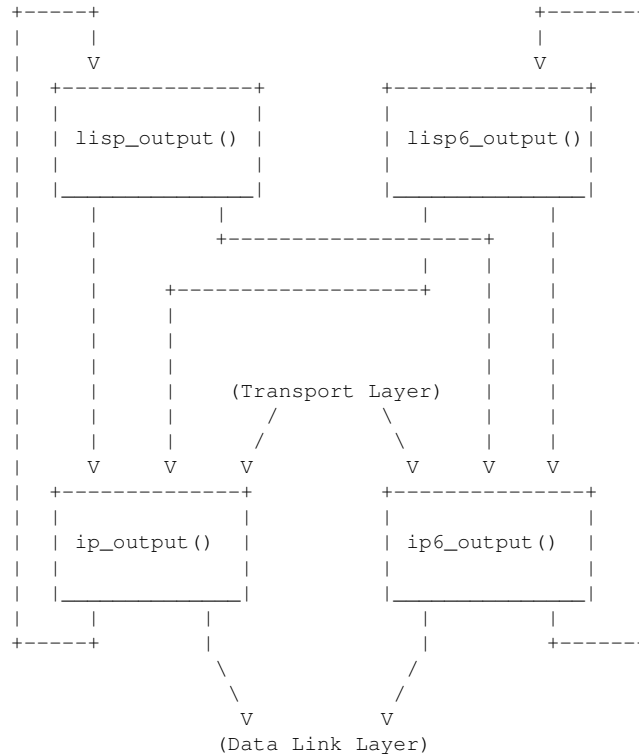 lisp_output() lisp6_output()
(Transport Layer)
V V V V V V
ip_output() ip6_output()
V V
(Data Link Layer)